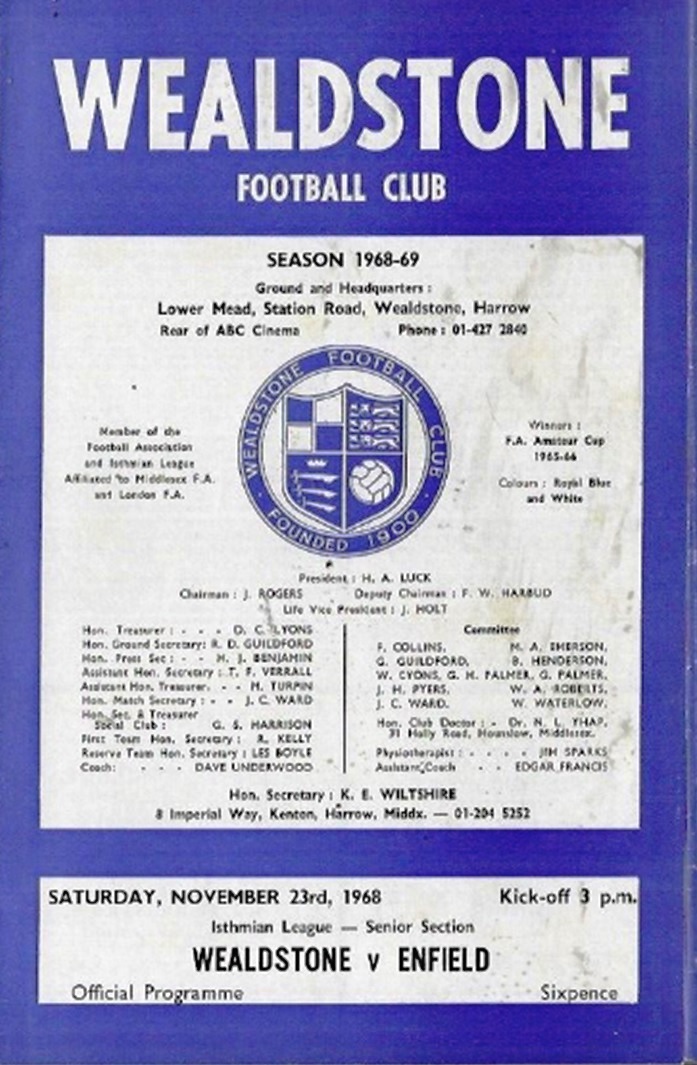 WEALDSTONE
FOOTBALL CLUB
SEASON 1968-69
Ground and Headquarters :
Lower Mead, Station Road, Wealdstone, Harrow
Rear of ABC Cinema Phone : 01-427 2840
WEALDSTONE FOOTBALL CLUB
FOUNDED 1900
Member of the
Football Association
and Isthmian League
Affiliated to Middlesex F.A.
and London F.A.
Winners :
F.A. Amateur Cup
1965-66
Colours : Royal Blue
and White
President : H. A. LUCK
Chairman : J. ROGERS Deputy Chairman : F. W. HARBUD
Life Vice President : J. HOLT
Hon. Treasurer : - - - D. C. LYONS
Hon. Ground Secretary: R. D. GUILDFORD
Hon. Press Sec : - - H. J. BENJAMIN
Assistant Hon. Secretary : T. F. VERRALL
Assistant Hon. Treasurer. - - M. TURPIN
Hon. Match Secretary : - - J. C. WARD
Hon. Sec. & Treasurer
Social Club : G. S. HARRISON
First Team Hon. Secretary : R. KELLY
Reserve Team Hon. Secretary : LES BOYLE
Coach: - - - DAVE UNDERWOOD
Committee
F. COLLINS, M. A. EMERSON,
G. GUILDFORD, B. HENDERSON,
W. LYONS, G. H. PALMER, G. PALMER,
J. H. PYERS, W. A. ROBERTS,
J. C. WARD, W. WATERLOW,
Hon. Club Doctor : - Dr. N. L. YHAP,
Holly Road, Hounslow, Middlesex.
Physiotherapist : - - - - JIM SPARKS
Assistant Coach - - EDGAR FRANCIS
Hon. Secretary : K. E. WILTSHIRE
8 Imperial Way, Kenton, Harrow, Middx. — 01-204 5252
SATURDAY, NOVEMBER 23rd, 1968 Kick-off 3 p.m.
Isthmian League — Senior Section
WEALDSTONE v ENFIELD
Official Programme Sixpence